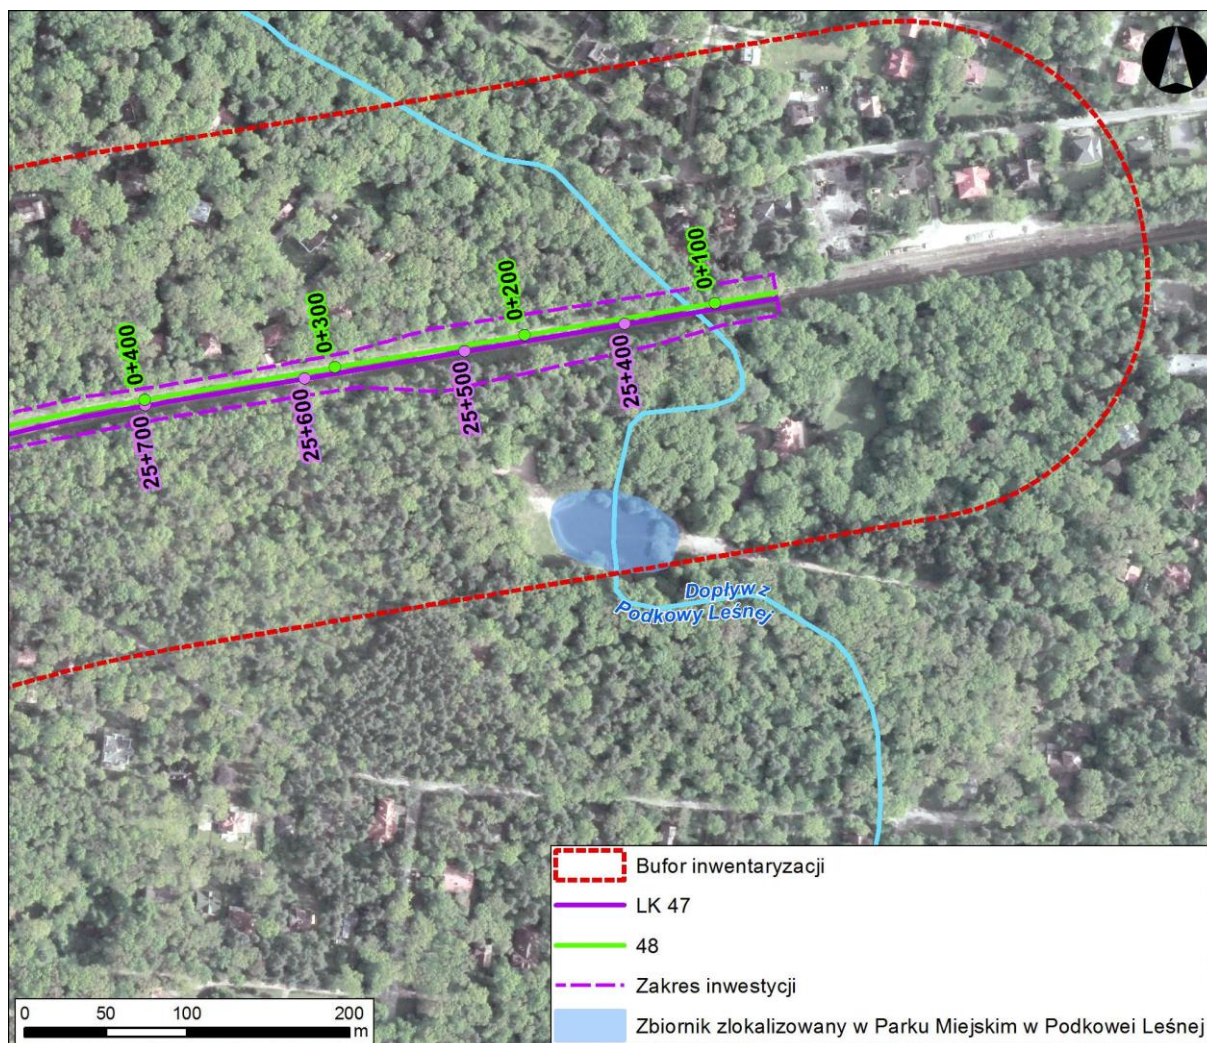 0+100
0+200
0+300
0+400
25+400
25+500
25+600
25+700
Dopływ z
Podkowy Leśnej
Bufor inwentaryzacji
LK 47
48
Zakres inwestycji
Zbiornik zlokalizowany w Parku Miejskim w Podkowei Leśnej
0 50 100 200
m